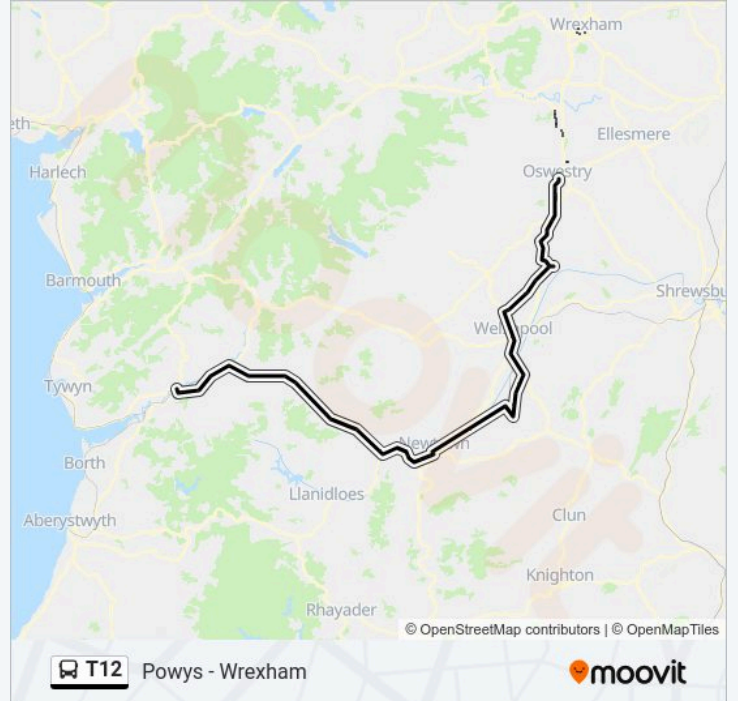 Wrexham
eth
Ellesmere
Harlech
Oswestry
Barmouth
Shrewsbu
Welshpool
Tywyn
Newtown
Borth
Llanidloes
Aberystwyth
Clun
Knighton
Rhayader
© OpenStreetMap contributors | © OpenMapTiles
T12 Powys - Wrexham moovit